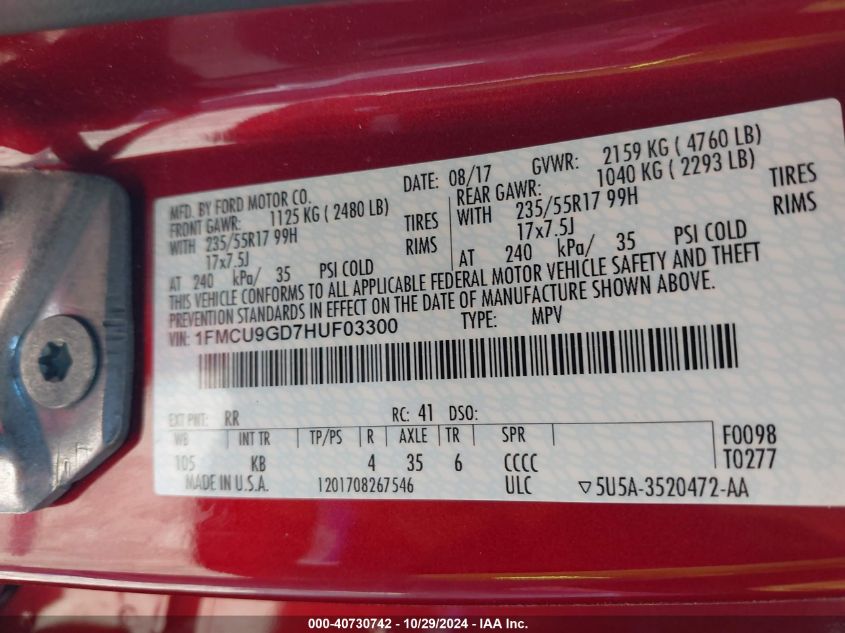 MFD. BY FORD MOTOR CO. DATE: 08/17 GVWR: 2159 KG ( 4760 LB)
FRONT GAWR: 1125 KG ( 2480 LB) REAR GAWR: 1040 KG ( 2293 LB)
WITH 235/55R17 99H TIRES WITH 235/55R17 99H TIRES
17x7.5J RIMS 17x7.5J RIMS
AT 240 kPa/ 35 PSI COLD AT 240 kPa/ 35 PSI COLD
THIS VEHICLE CONFORMS TO ALL APPLICABLE FEDERAL MOTOR VEHICLE SAFETY AND THEFT
PREVENTION STANDARDS IN EFFECT ON THE DATE OF MANUFACTURE SHOWN ABOVE.
VIN: 1FMCU9GD7HUF03300 TYPE: MPV
EXT PNT: RR RC: 41 DSO:
WB INT TR TP/PS R AXLE TR SPR F0098
105 KB 4 35 6 CCCC T0277
MADE IN U.S.A. 1201708267546 ULC ▽5U5A-3520472-AA
000-40730742 - 10/29/2024 - IAA Inc.